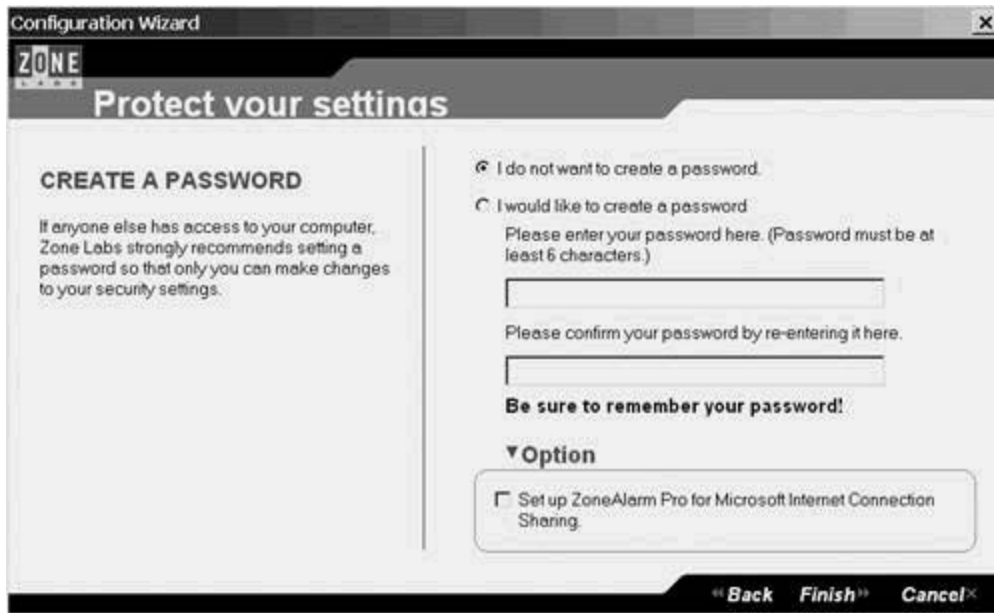 Configuration Wizard
ZONE
LABS
Protect your settings
CREATE A PASSWORD
If anyone else has access to your computer,
Zone Labs strongly recommends setting a
password so that only you can make changes
to your security settings.
I do not want to create a password.
I would like to create a password
Please enter your password here. (Password must be at
least 6 characters.)
Please confirm your password by re-entering it here.
Be sure to remember your password!
Option
Set up ZoneAlarm Pro for Microsoft Internet Connection
Sharing.
Back Finish Cancel